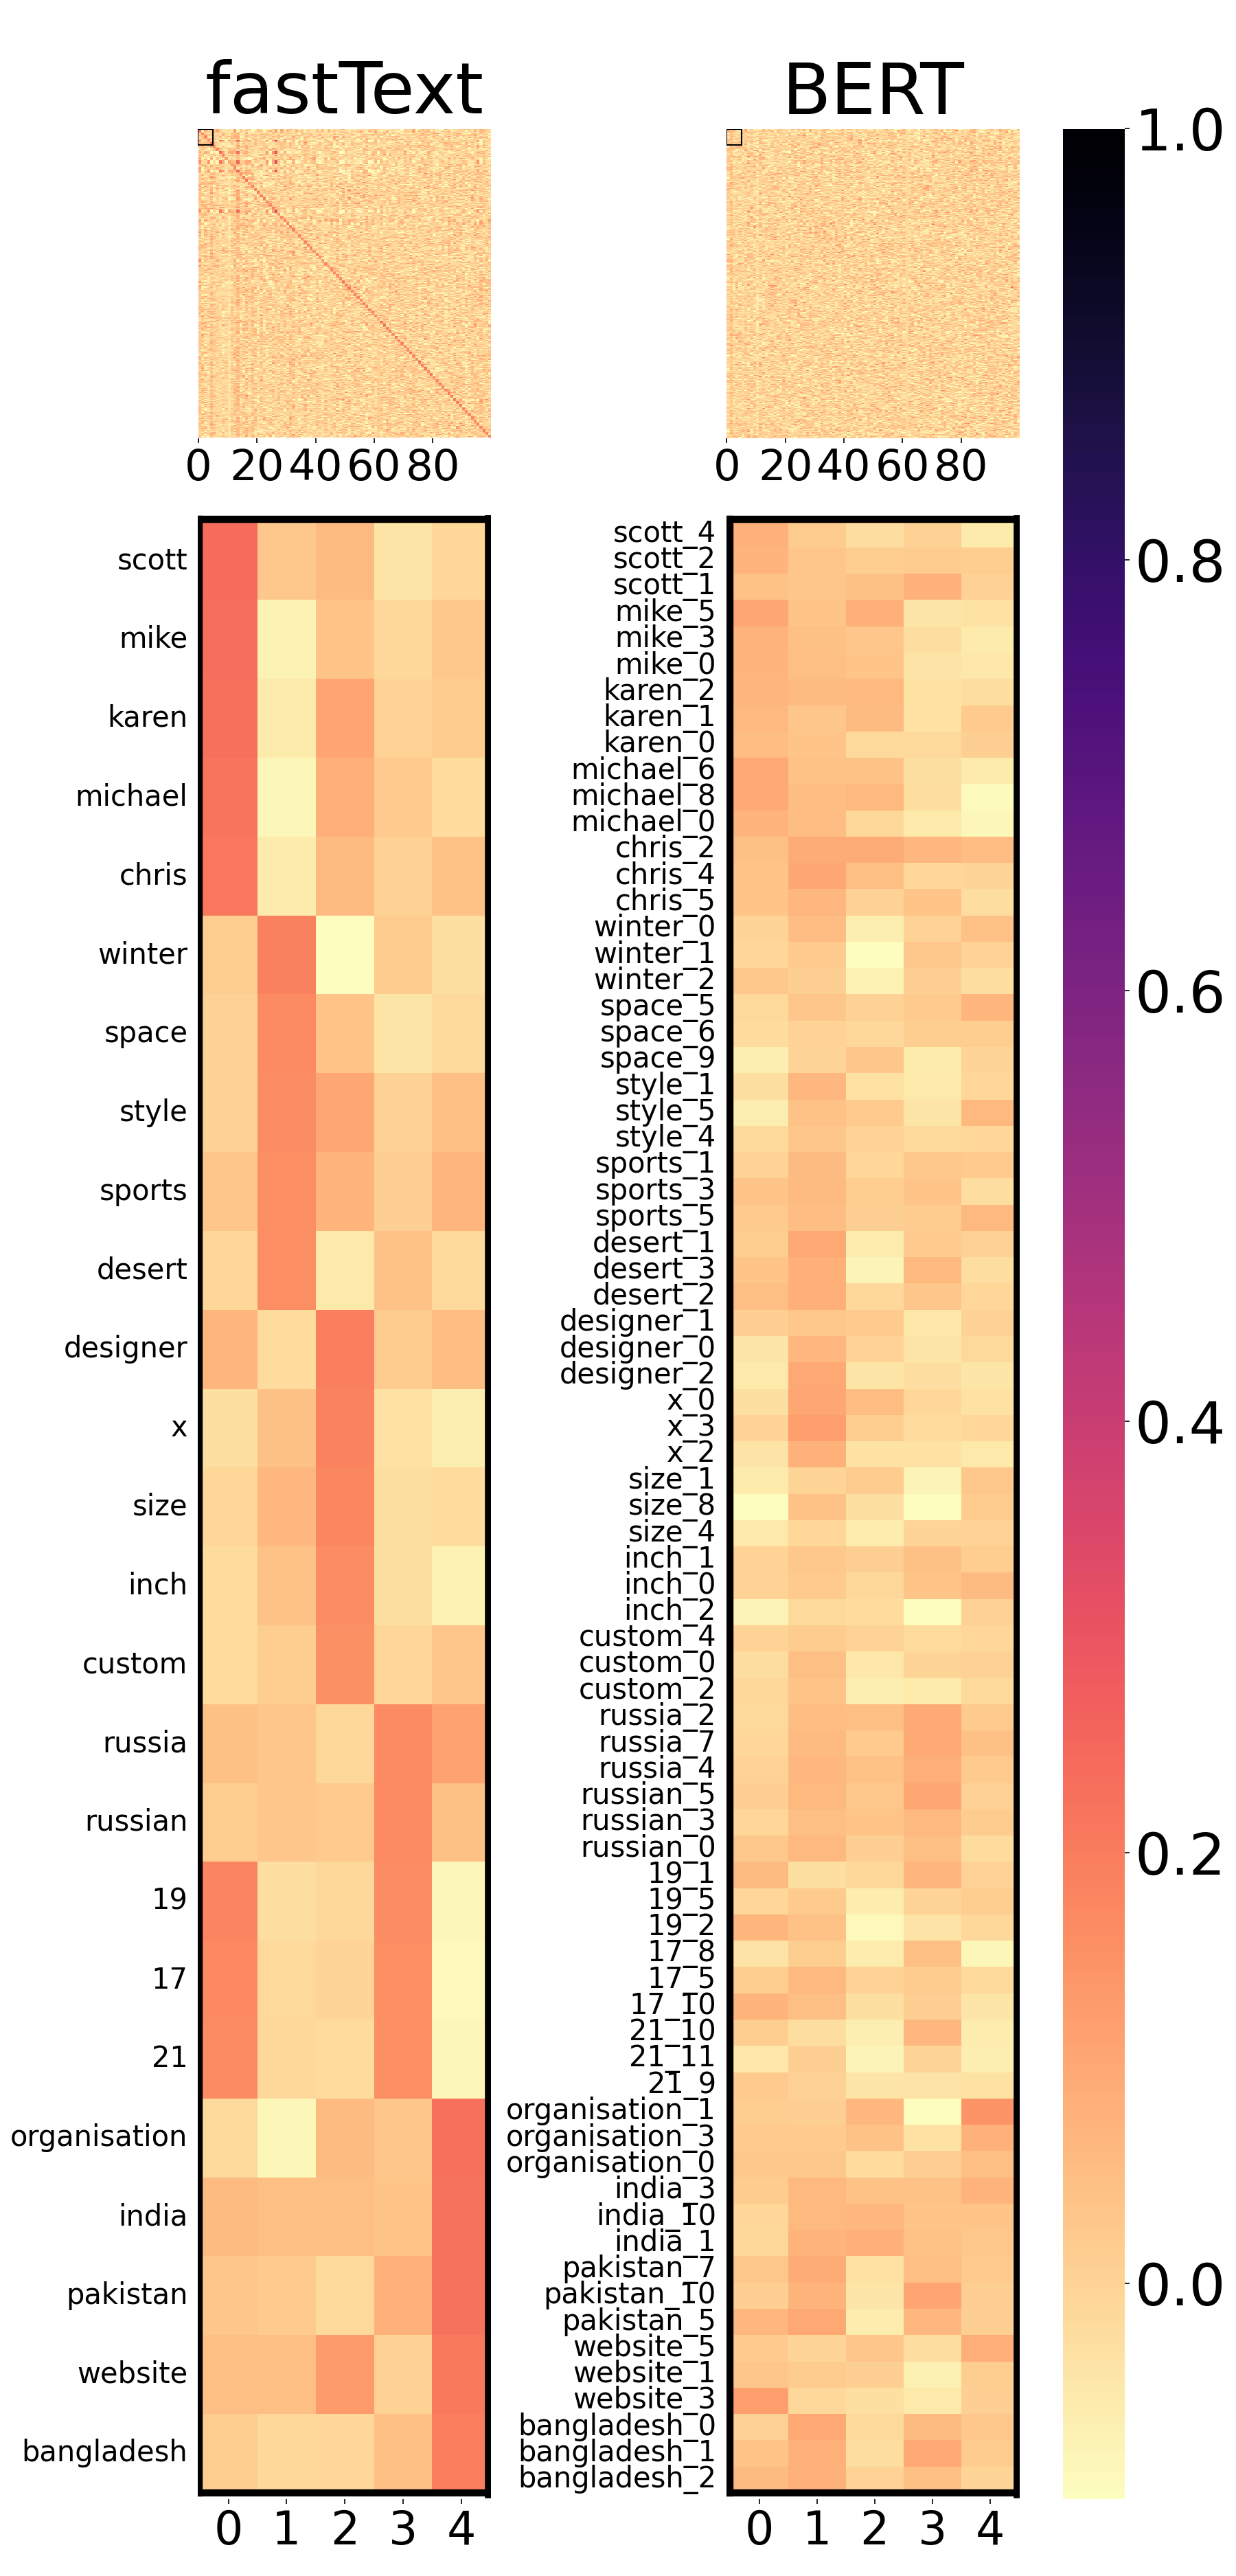 fastText
BERT
0 20 40 60 80
0 20 40 60 80
scott
mike
karen
michael
chris
winter
space
style
sports
desert
designer
x
size
inch
custom
russia
russian
19
17
21
organisation
india
pakistan
website
bangladesh
0 1 2 3 4
scott_4
scott_2
scott_1
mike_5
mike_3
mike_0
karen_2
karen_1
karen_0
michael_6
michael_8
michael_0
chris_2
chris_4
chris_5
winter_0
winter_1
winter_2
space_5
space_6
space_9
style_1
style_5
style_4
sports_1
sports_3
sports_5
desert_1
desert_3
desert_2
designer_1
designer_0
designer_2
x_0
x_3
x_2
size_1
size_8
size_4
inch_1
inch_0
inch_2
custom_4
custom_0
custom_2
russia_2
russia_7
russia_4
russian_5
russian_3
russian_0
19_1
19_5
19_2
17_8
17_5
17_10
21_10
21_11
21_9
organisation_1
organisation_3
organisation_0
india_3
india_10
india_1
pakistan_7
pakistan_10
pakistan_5
website_5
website_1
website_3
bangladesh_0
bangladesh_1
bangladesh_2
0 1 2 3 4
1.0
0.8
0.6
0.4
0.2
0.0